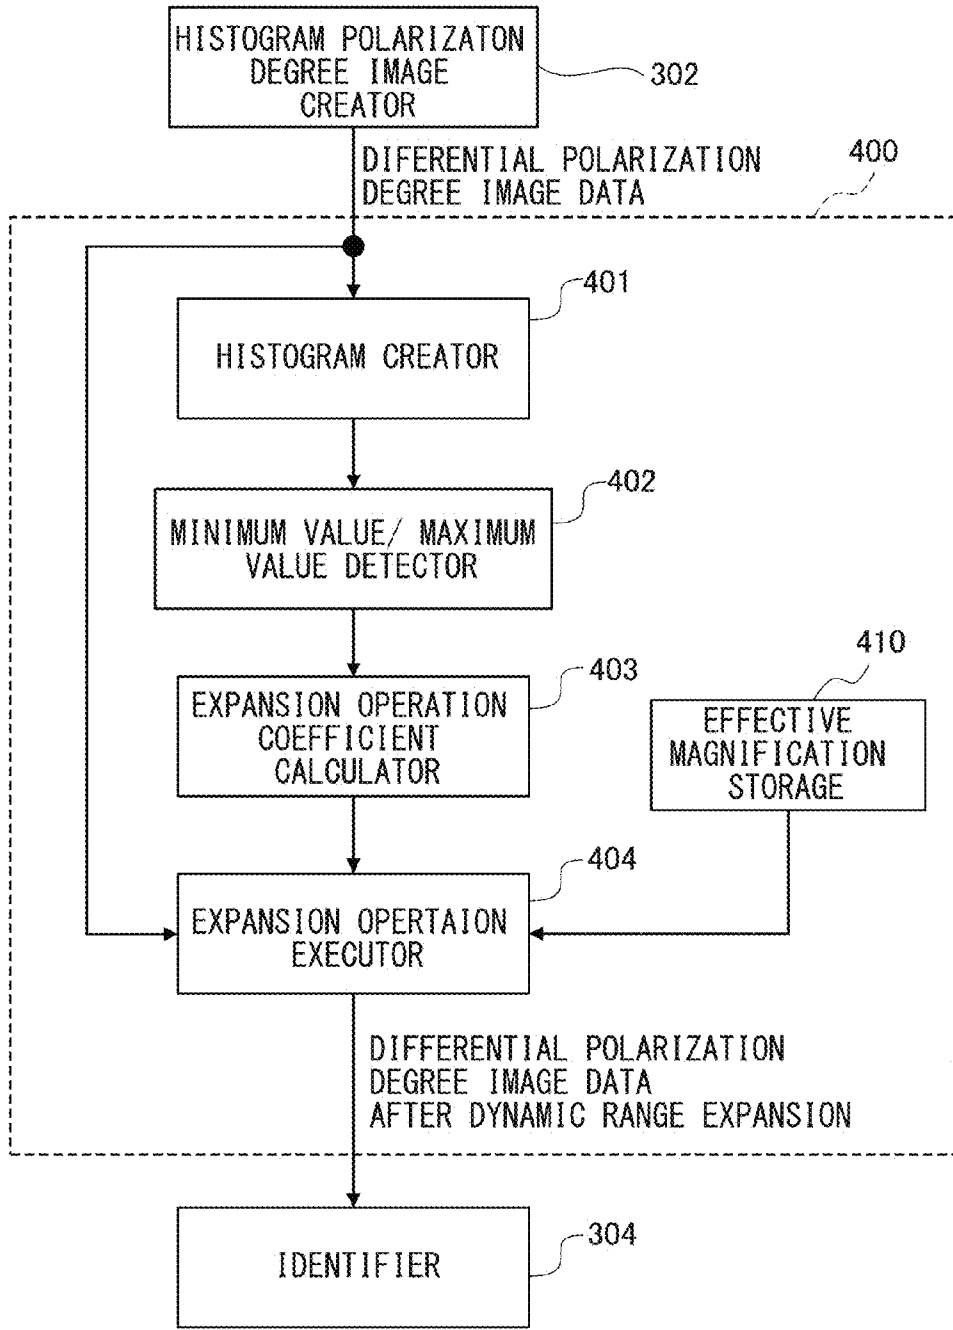 HISTOGRAM POLARIZATON
DEGREE IMAGE
CREATOR
302
DIFERENTIAL POLARIZATION
DEGREE IMAGE DATA
400
401
HISTOGRAM CREATOR
402
MINIMUM VALUE/ MAXIMUM
VALUE DETECTOR
403
EXPANSION OPERATION
COEFFICIENT
CALCULATOR
410
EFFECTIVE
MAGNIFICATION
STORAGE
404
EXPANSION OPERTAION
EXECUTOR
DIFFERENTIAL POLARIZATION
DEGREE IMAGE DATA
AFTER DYNAMIC RANGE EXPANSION
304
IDENTIFIER